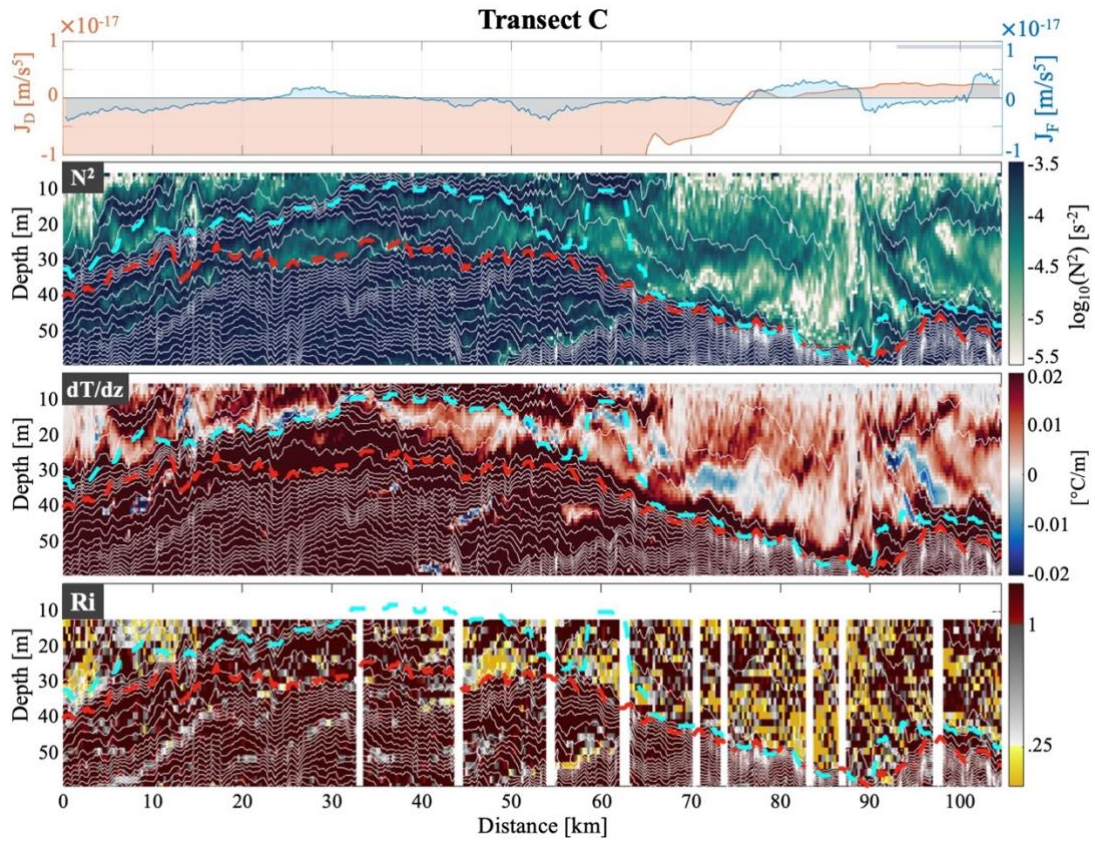 Transect C
×10⁻¹⁷
×10⁻¹⁷
1
0
-1
J_D [m/s⁵]
1
0
-1
J_F [m/s⁵]
N²
10
20
30
40
50
Depth [m]
-3.5
-4
-4.5
-5
-5.5
log₁₀(N²) [s⁻²]
dT/dz
10
20
30
40
50
Depth [m]
0.02
0.01
0
-0.01
-0.02
[°C/m]
Ri
10
20
30
40
50
Depth [m]
1
.25
0 10 20 30 40 50 60 70 80 90 100
Distance [km]